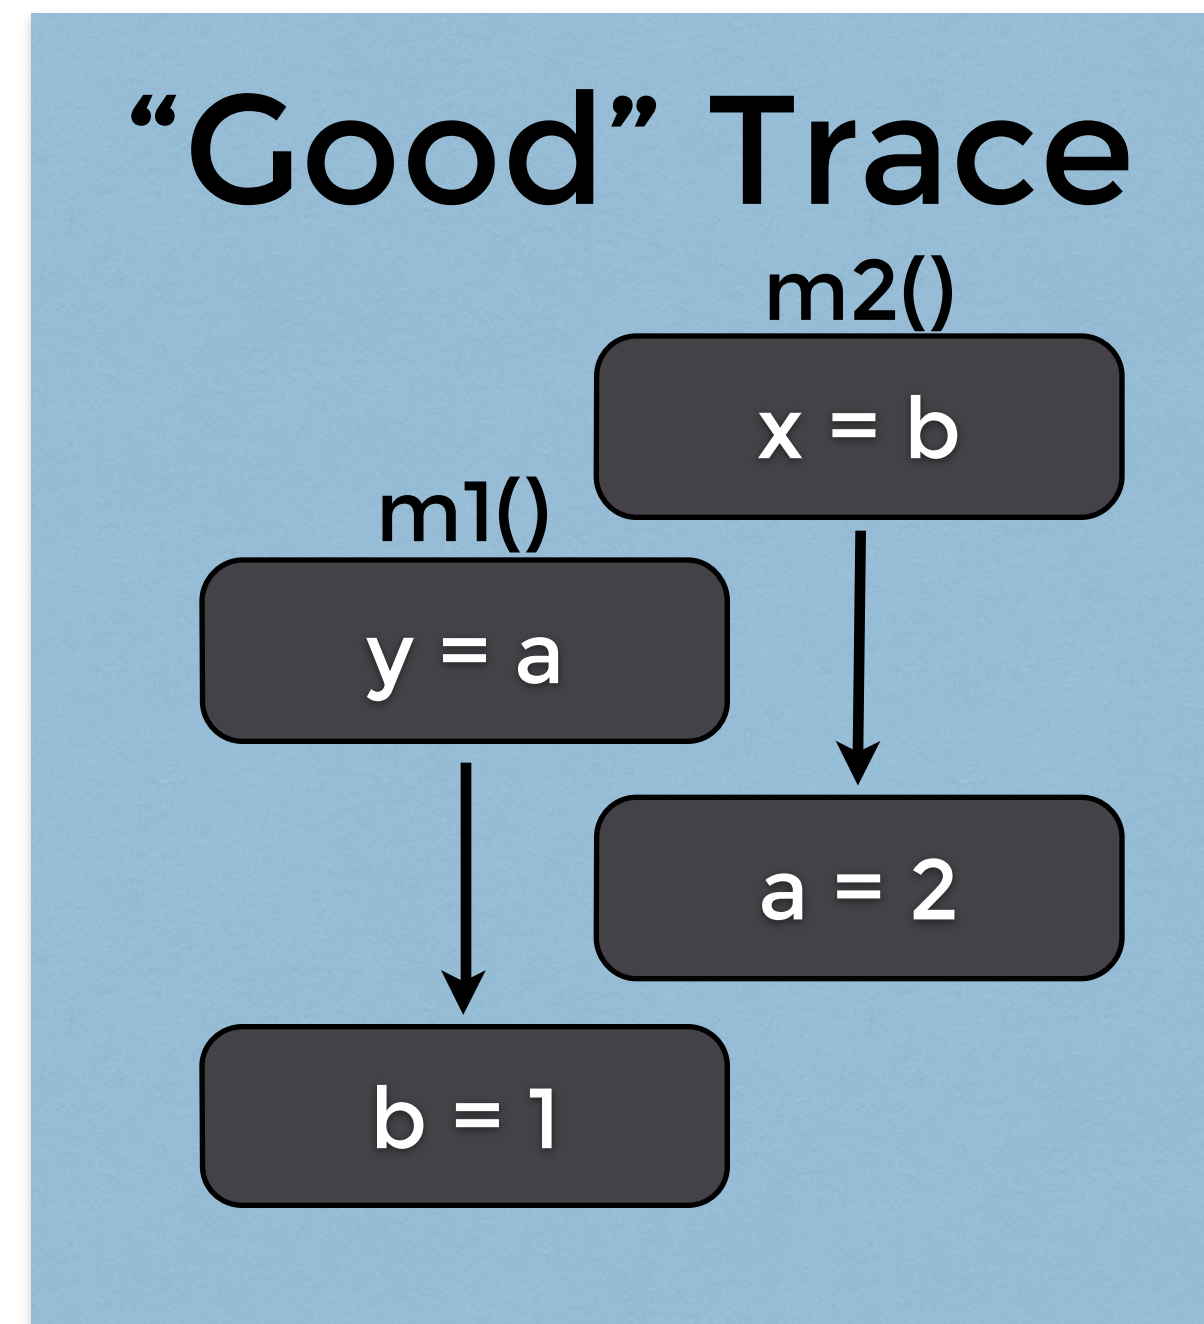 “Good” Trace
m2()
x = b
m1()
y = a
a = 2
b = 1